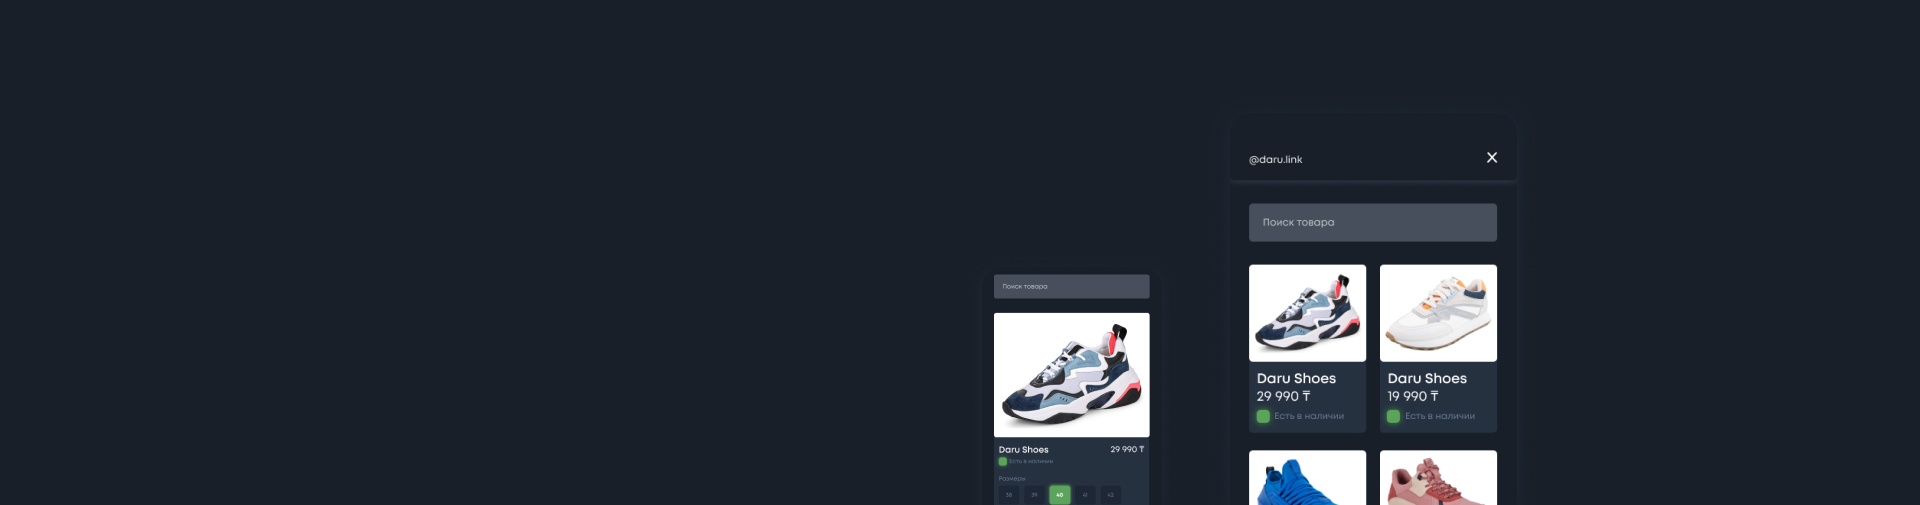 @daru.link
Поиск товара
Daru Shoes
29 990 ₸
Есть в наличии
Daru Shoes
19 990 ₸
Есть в наличии
Поиск товара
Daru Shoes
29 990 ₸
Есть в наличии
Размеры
38 39 40 41 42